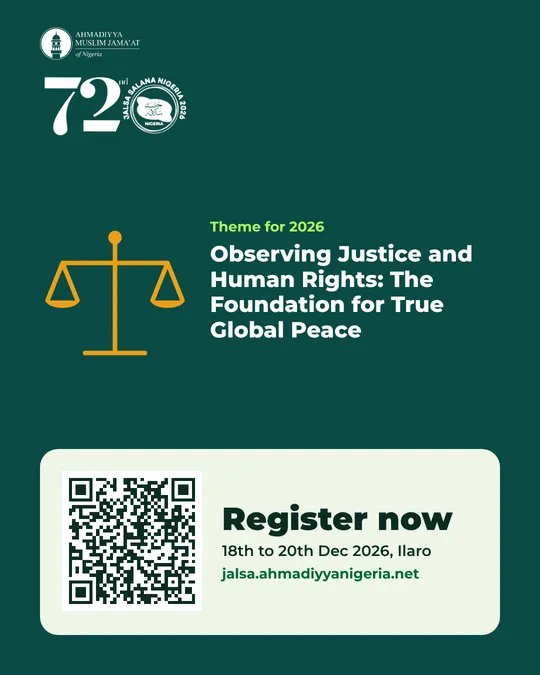 AHMADIYYA
MUSLIM JAMA'AT
of Nigeria
72nd
JALSA SALANA NIGERIA 2026
NIGERIA
Theme for 2026
Observing Justice and
Human Rights: The
Foundation for True
Global Peace
Register now
18th to 20th Dec 2026, Ilaro
jalsa.ahmadiyyanigeria.net